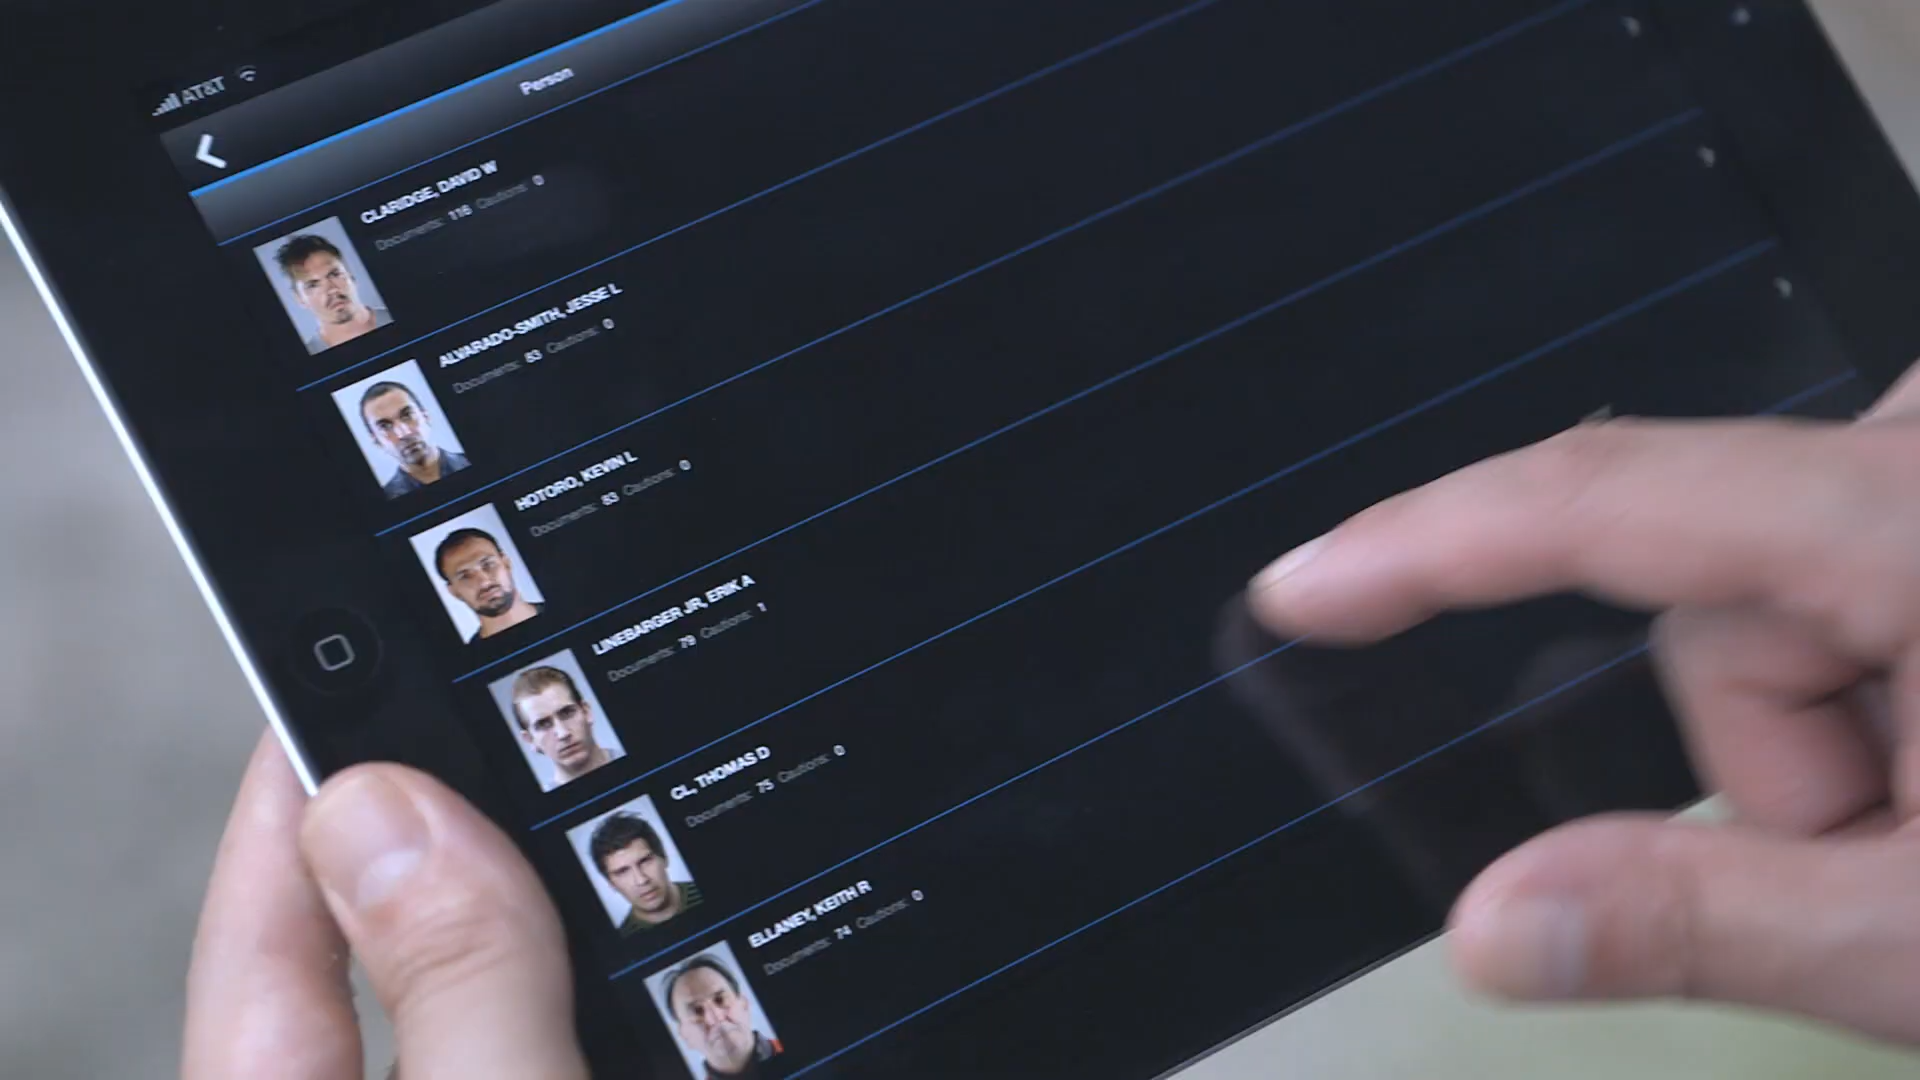 AT&T
Person
CLARIDGE, DAVID W
Documents: 116 Cautions: 0
ALVARADO-SMITH, JESSE L
Documents: 83 Cautions: 0
HOTORO, KEVIN L
Documents: 83 Cautions: 0
LINEBARGER JR, ERIK A
Documents: 79 Cautions: 1
CL, THOMAS D
Documents: 75 Cautions: 0
ELLANEY, KEITH R
Documents: 74 Cautions: 0